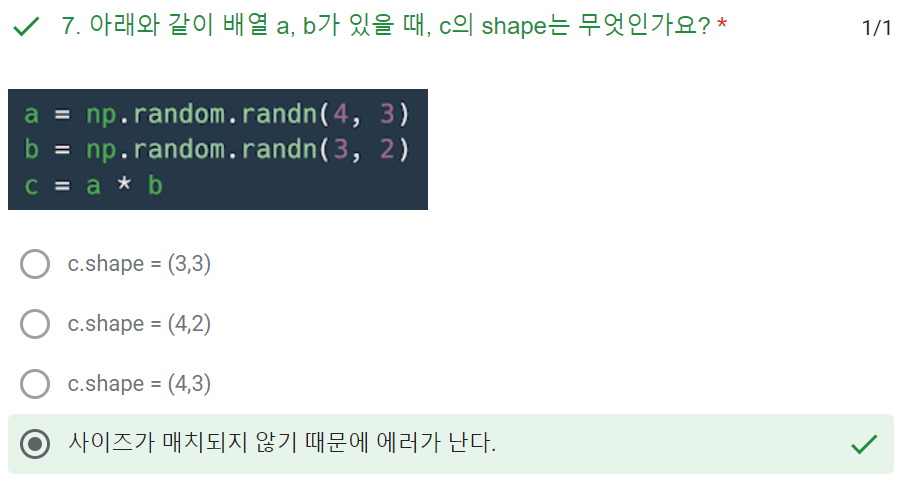 7. 아래와 같이 배열 a, b가 있을 때, c의 shape는 무엇인가요? *
1/1
a = np.random.randn(4, 3)
b = np.random.randn(3, 2)
c = a * b
c.shape = (3,3)
c.shape = (4,2)
c.shape = (4,3)
사이즈가 매치되지 않기 때문에 에러가 난다.